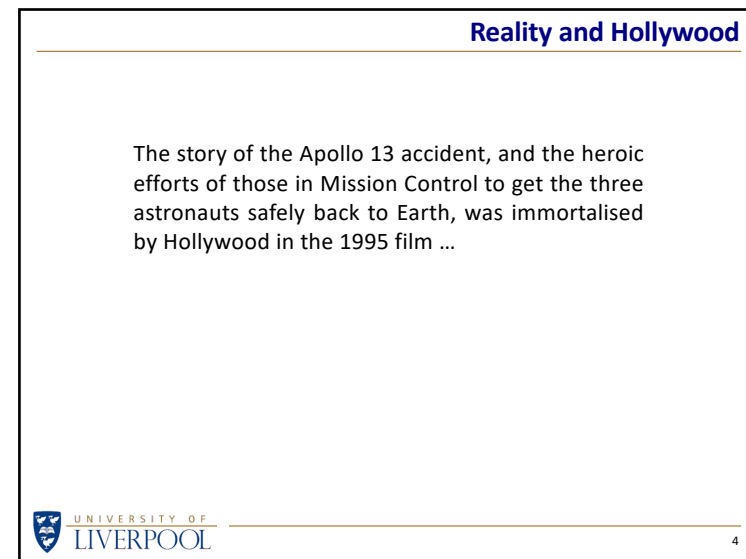 Reality and Hollywood
The story of the Apollo 13 accident, and the heroic
efforts of those in Mission Control to get the three
astronauts safely back to Earth, was immortalised
by Hollywood in the 1995 film …
UNIVERSITY OF
LIVERPOOL
4